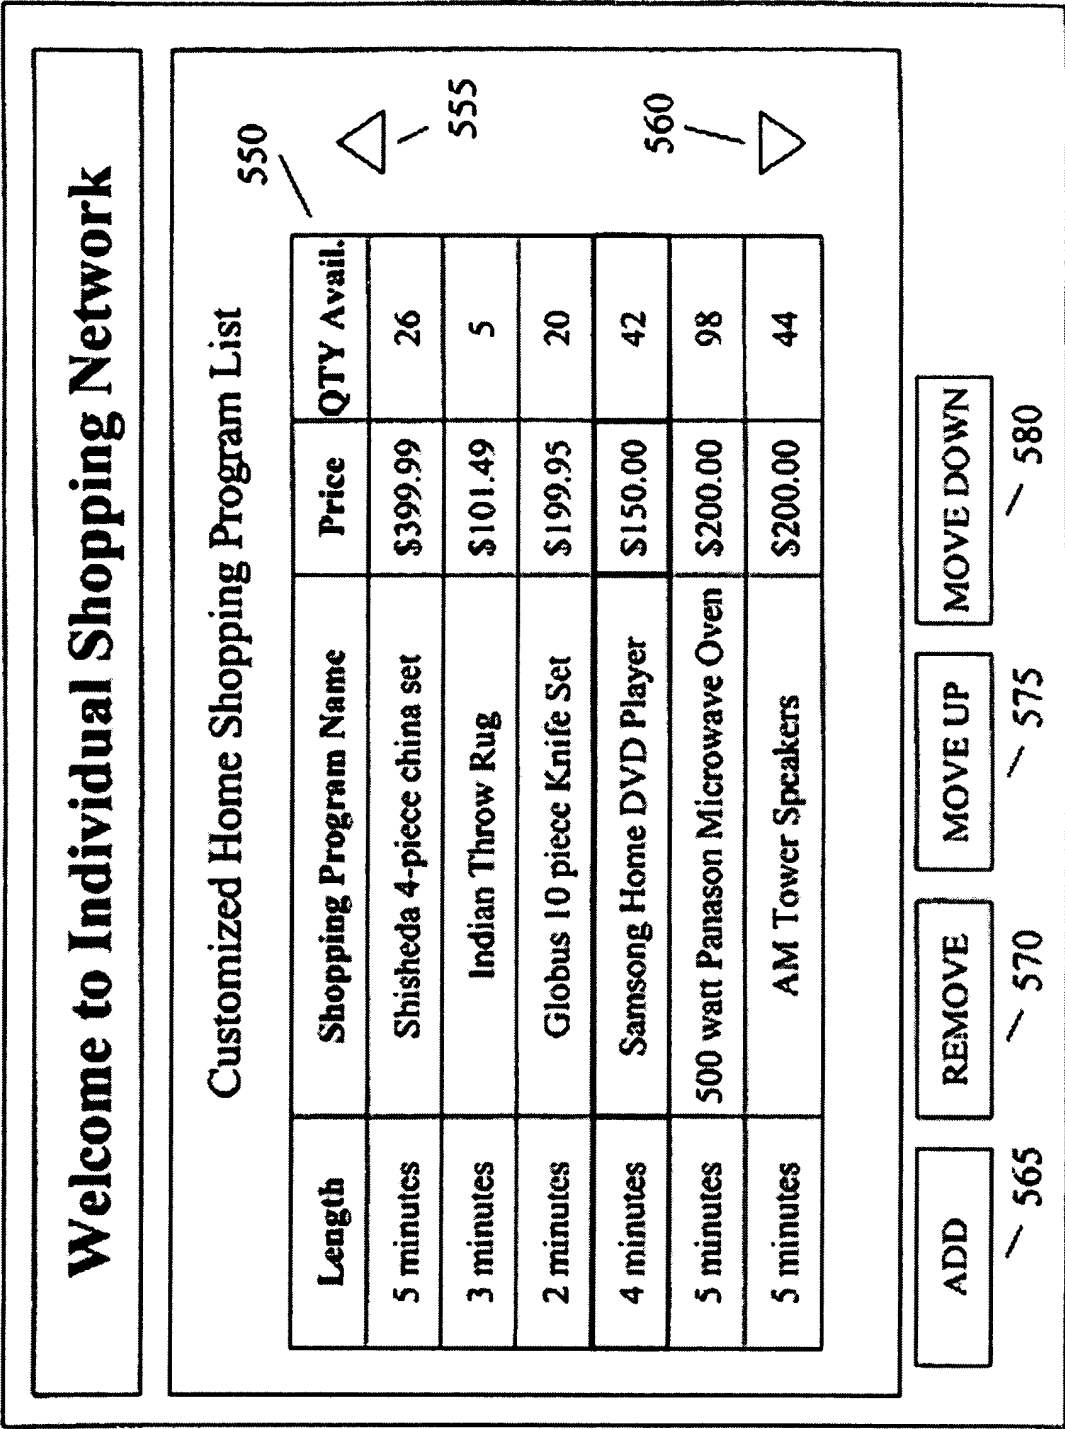 Welcome to Individual Shopping Network
Customized Home Shopping Program List
550
Length Shopping Program Name Price QTY Avail.
5 minutes Shisheda 4-piece china set $399.99 26
3 minutes Indian Throw Rug $101.49 5
2 minutes Globus 10 piece Knife Set $199.95 20
4 minutes Samsong Home DVD Player $150.00 42
5 minutes 500 watt Panason Microwave Oven $200.00 98
5 minutes AM Tower Speakers $200.00 44
555
560
ADD REMOVE MOVE UP MOVE DOWN
565 570 575 580